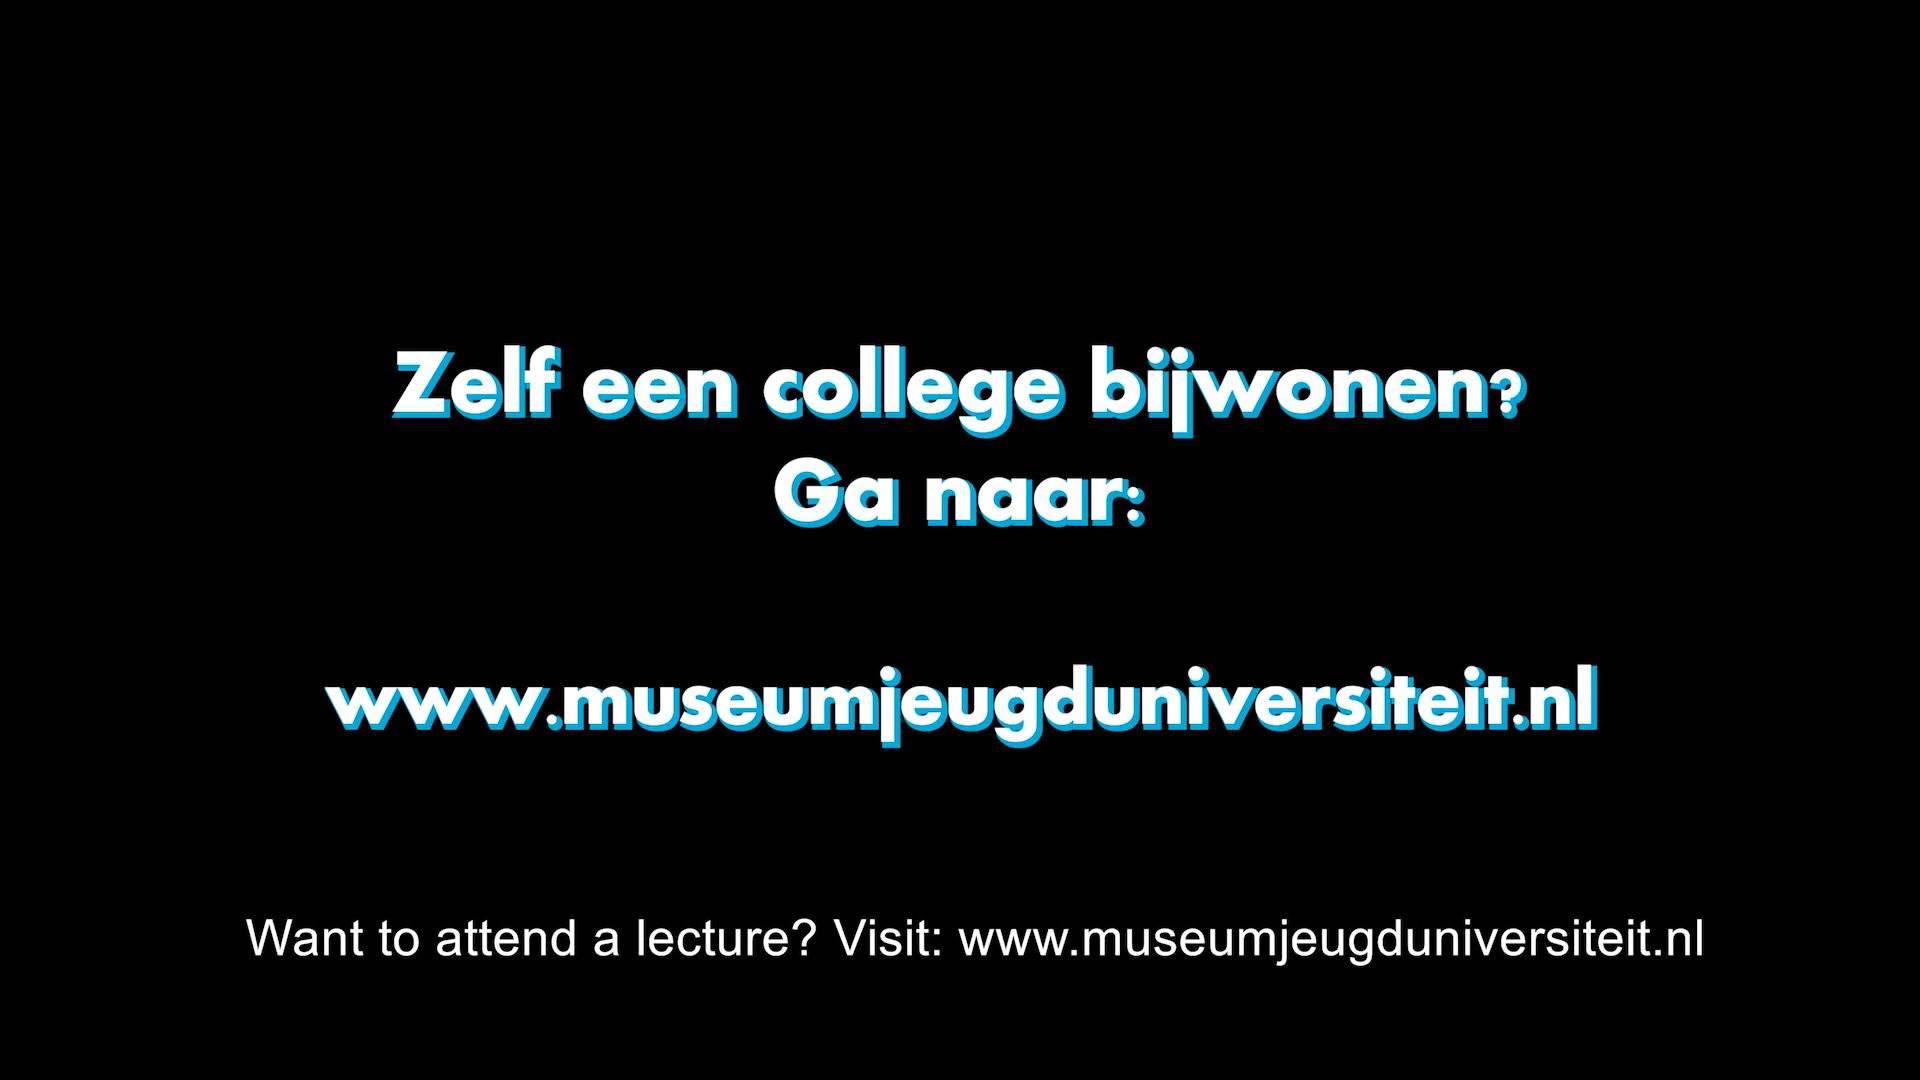 Zelf een college bijwonen?
Ga naar:
www.museumjeugduniversiteit.nl
Want to attend a lecture? Visit: www.museumjeugduniversiteit.nl